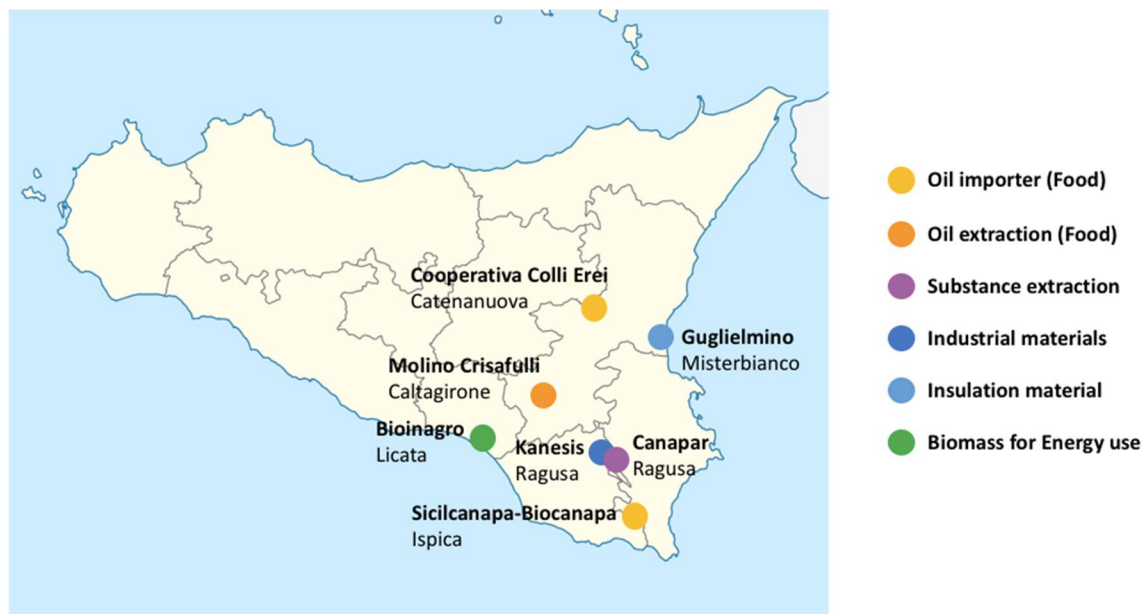 Cooperativa Colli Erei
Catenanuova
Guglielmino
Misterbianco
Molino Crisafulli
Caltagirone
Bioinagro
Licata
Kanesis
Ragusa
Canapar
Ragusa
Sicilcanapa-Biocanapa
Ispica
Oil importer (Food)
Oil extraction (Food)
Substance extraction
Industrial materials
Insulation material
Biomass for Energy use